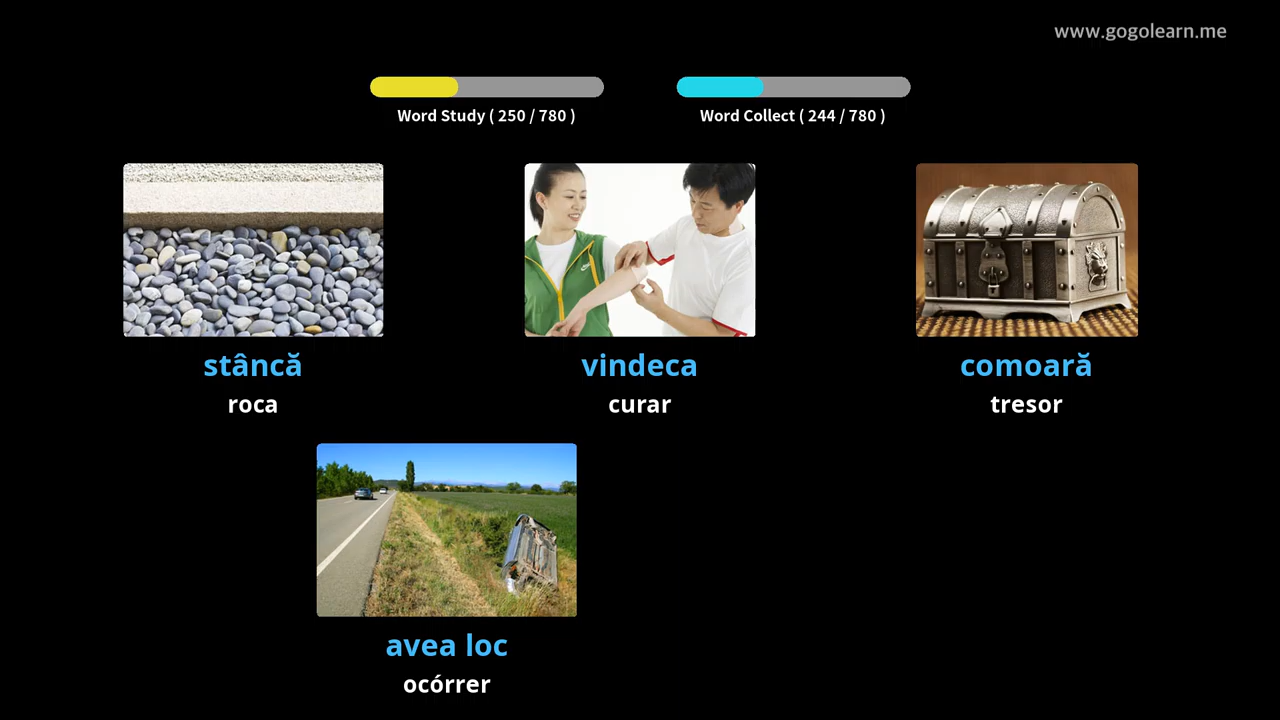 www.gogolearn.me
Word Study ( 250 / 780 )
Word Collect ( 244 / 780 )
stâncă
roca
vindeca
curar
comoară
tresor
avea loc
ocórrer